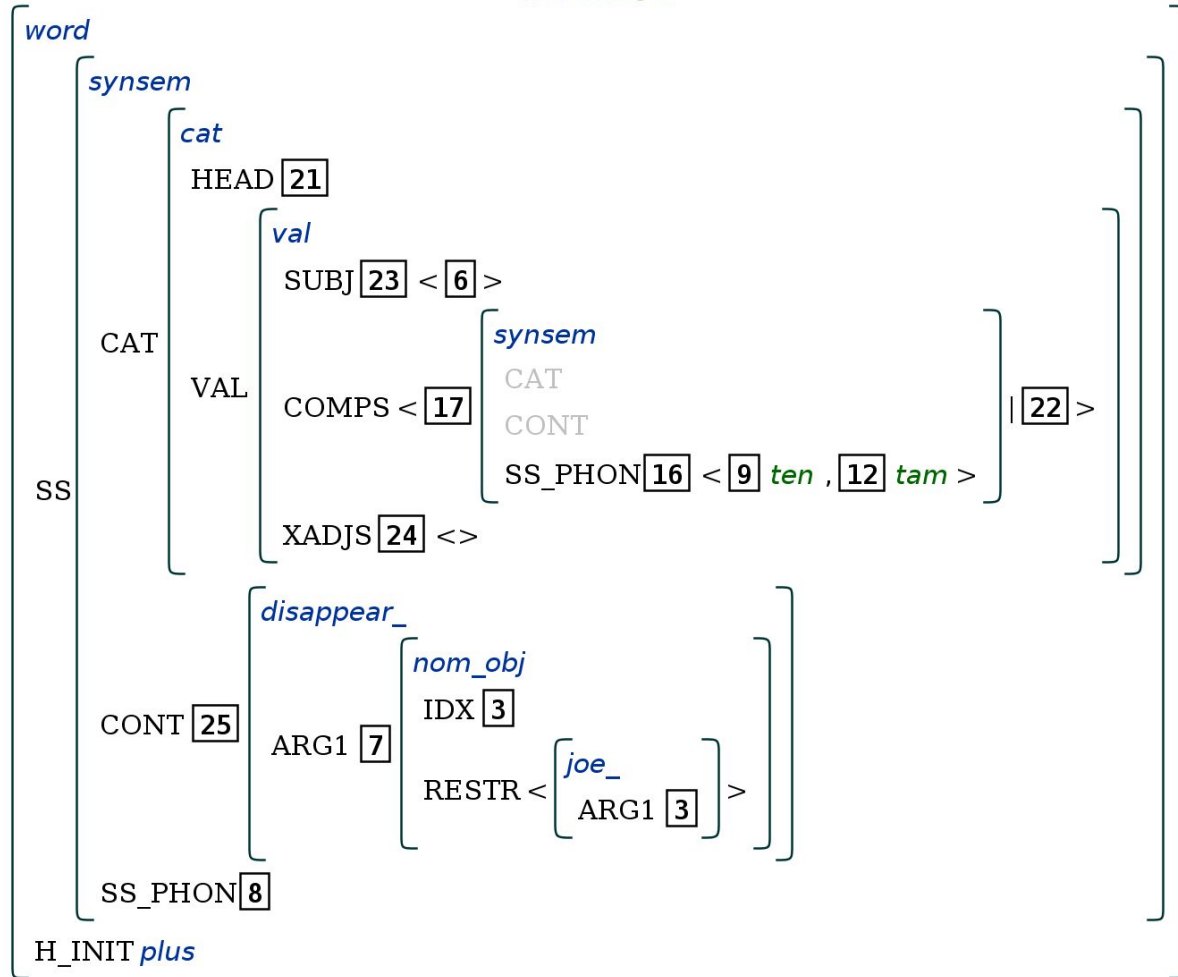 word
synsem
cat
HEAD 21
val
SUBJ 23 < 6 >
synsem
CAT
CAT
VAL
COMPS < 17
CONT
| 22 >
SS_PHON 16 < 9 ten , 12 tam >
SS
XADJS 24 <>
disappear_
nom_obj
IDX 3
CONT 25
ARG1 7
joe_
RESTR <
>
ARG1 3
SS_PHON 8
H_INIT plus